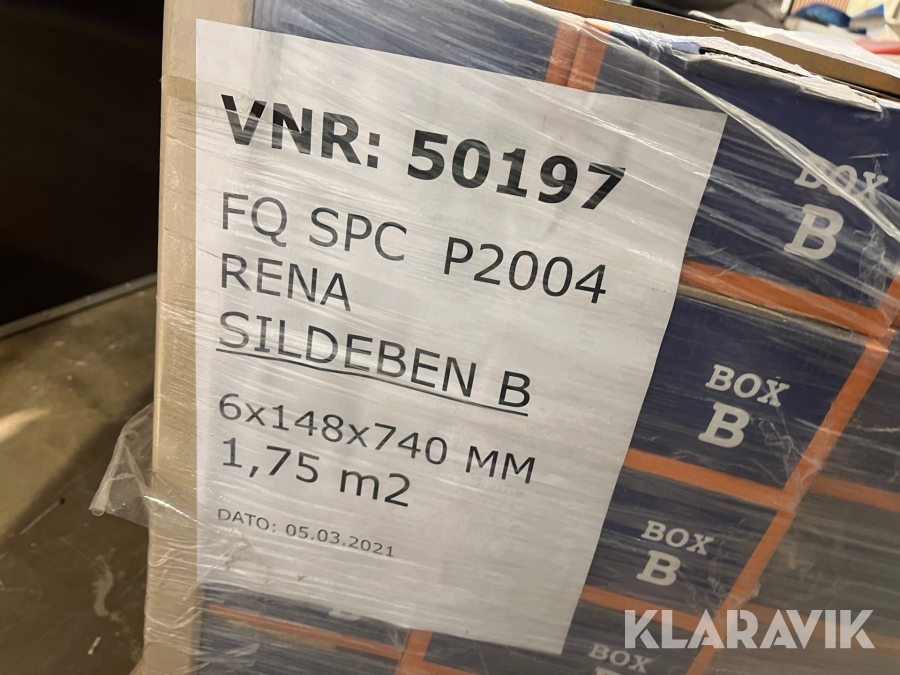 VNR: 50197
FQ SPC P2004
RENA
SILDEBEN B
6x148x740 MM
1,75 m2
DATO: 05.03.2021
BOX
B
BOX
B
BOX
B
BOX
KLARAVIK